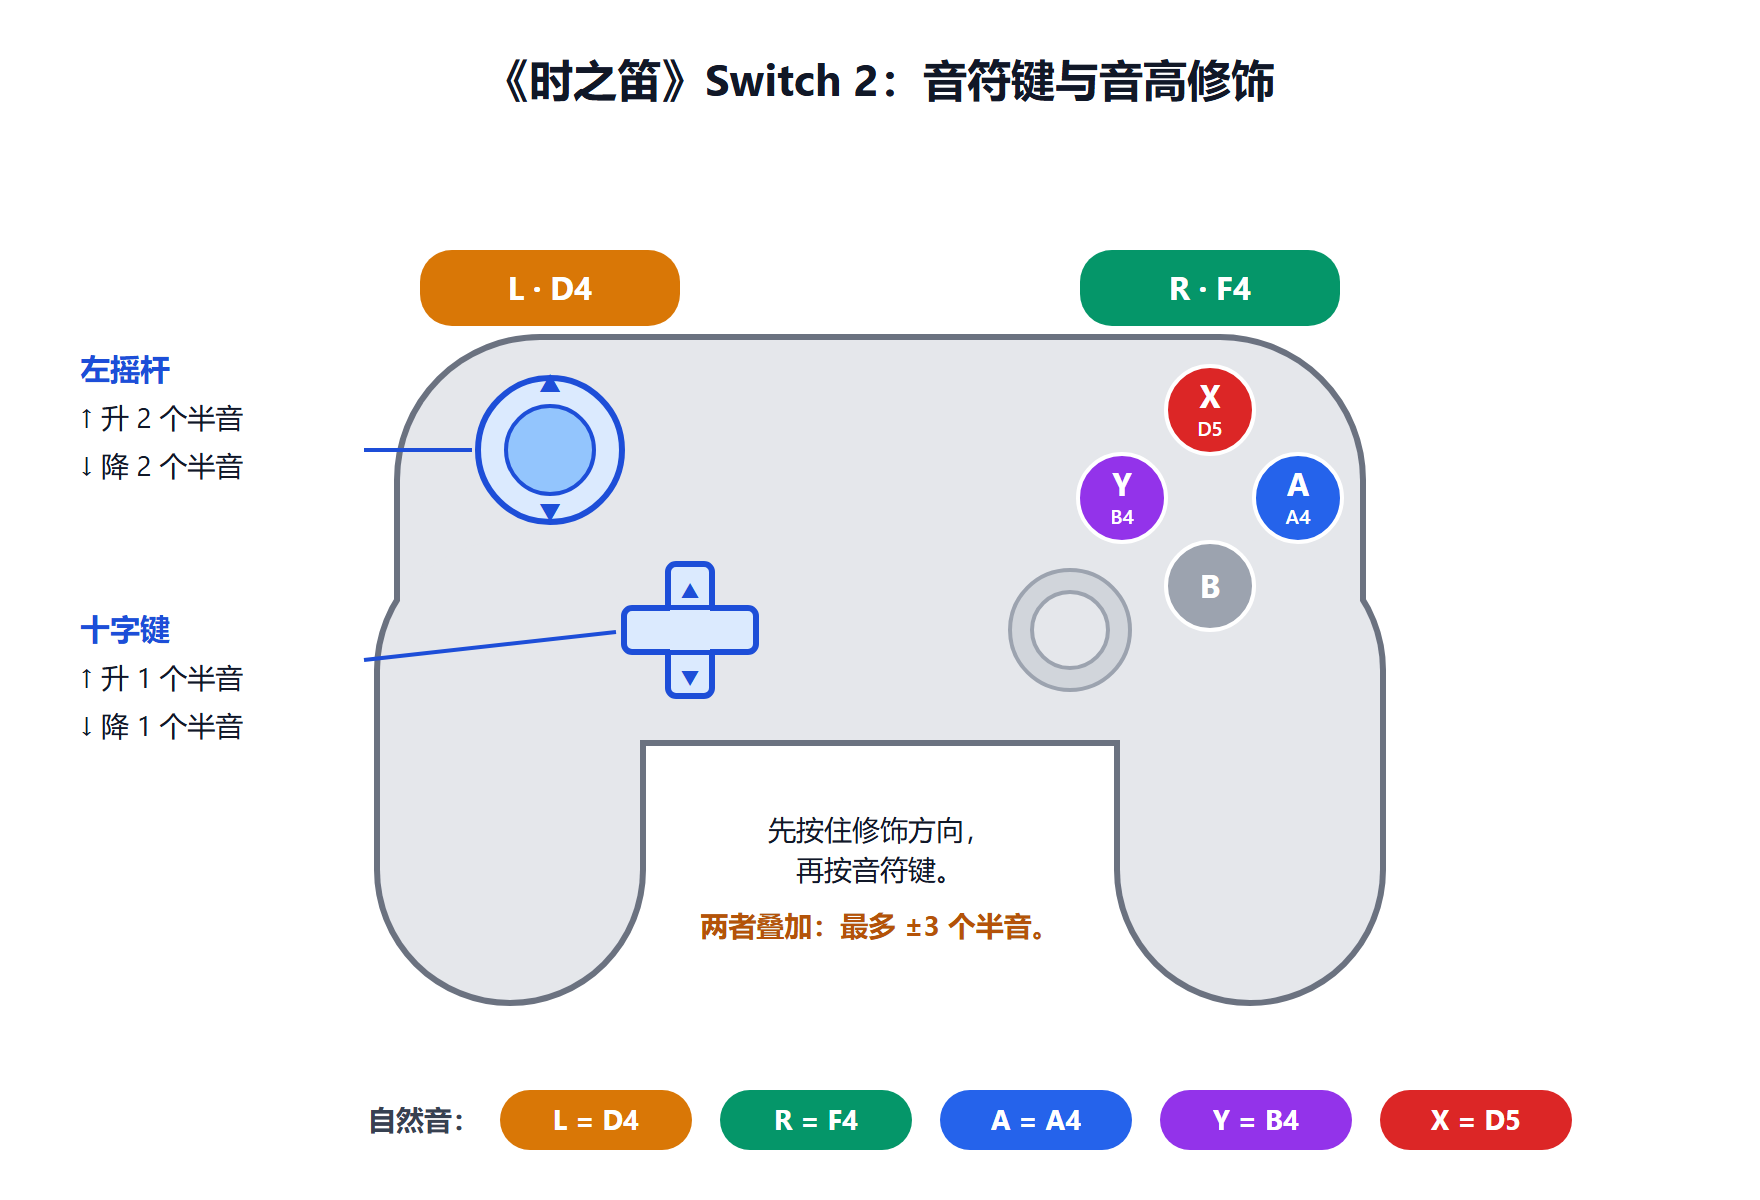 《时之笛》Switch 2：音符键与音高修饰
L · D4
R · F4
左摇杆
↑ 升 2 个半音
↓ 降 2 个半音
X
D5
Y
B4
A
A4
B
十字键
↑ 升 1 个半音
↓ 降 1 个半音
先按住修饰方向，
再按音符键。
两者叠加：最多 ±3 个半音。
自然音：
L = D4
R = F4
A = A4
Y = B4
X = D5